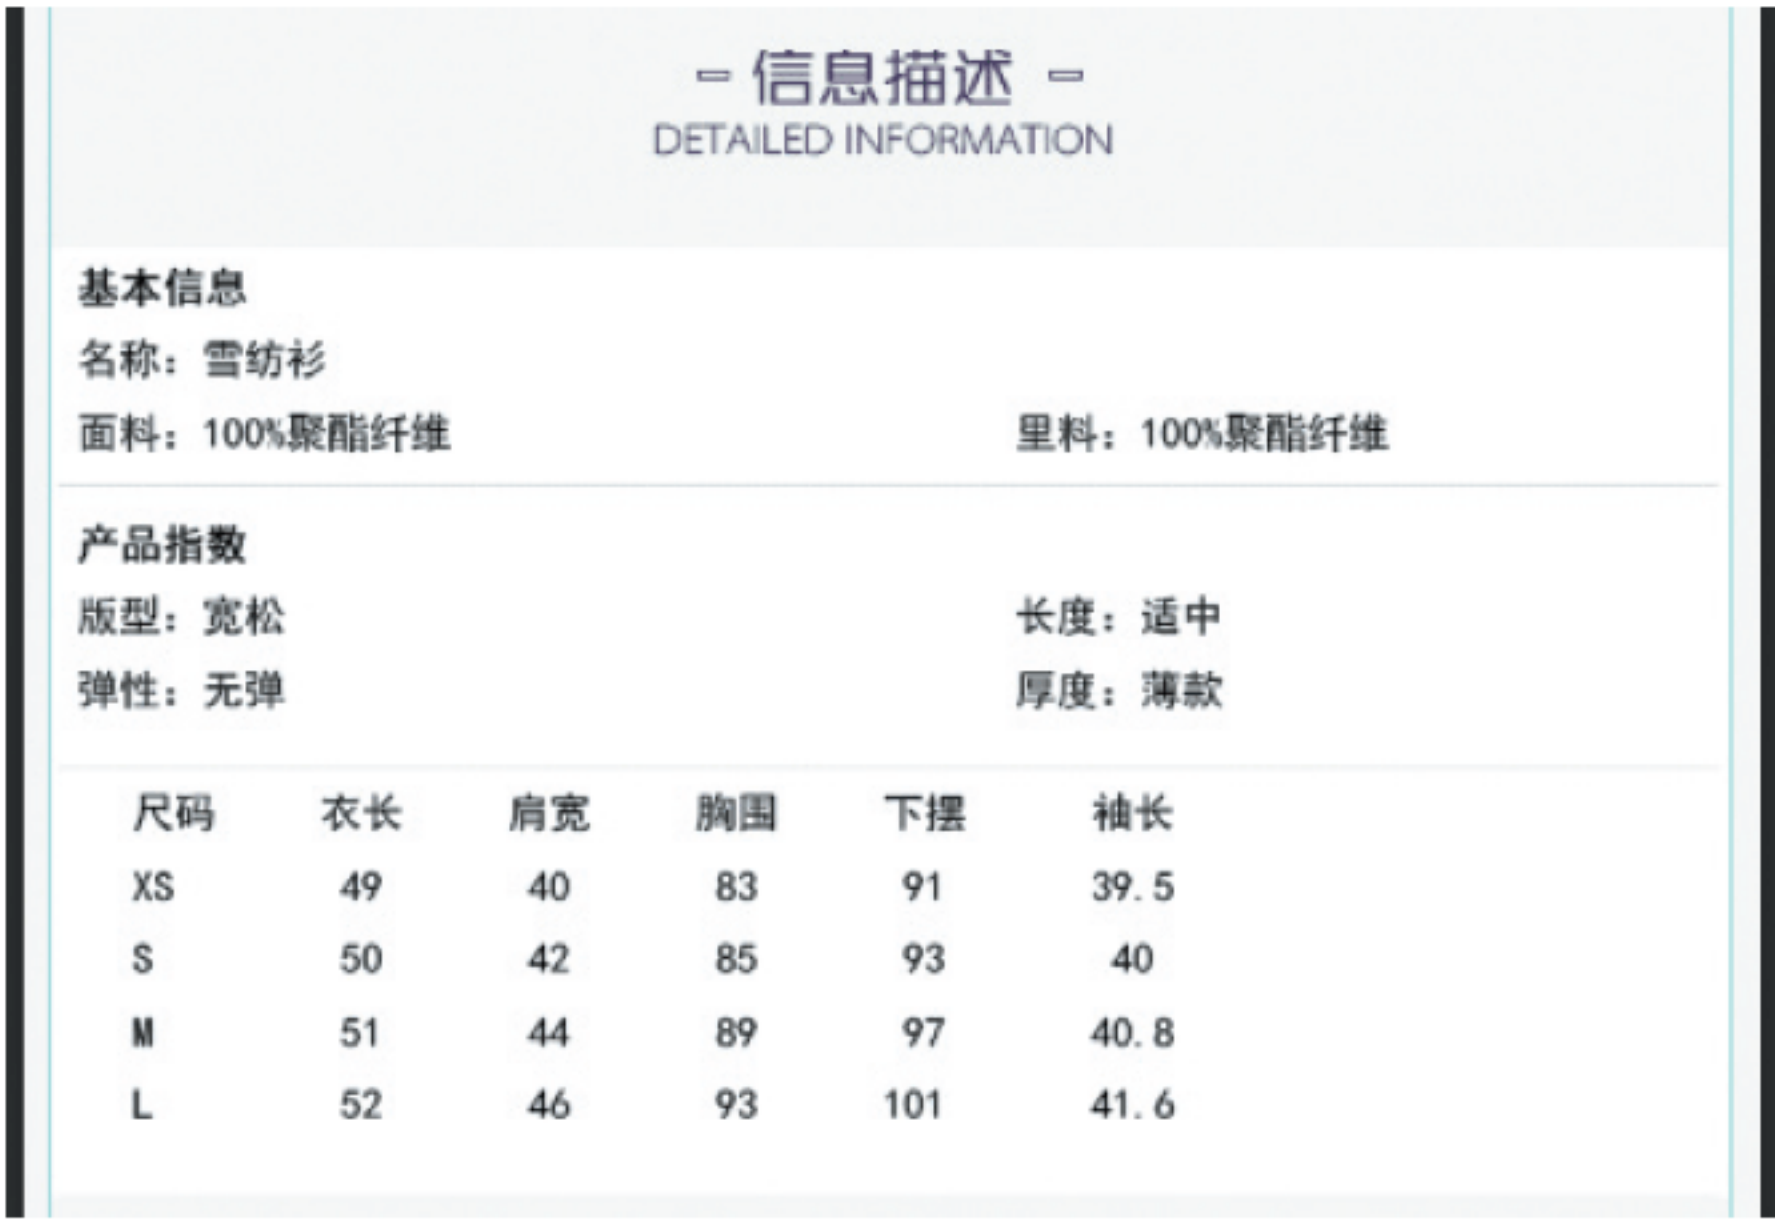 - 信息描述 -
DETAILED INFORMATION
基本信息
名称：雪纺衫
面料：100%聚酯纤维 里料：100%聚酯纤维
产品指数
版型：宽松 长度：适中
弹性：无弹 厚度：薄款
尺码 衣长 肩宽 胸围 下摆 袖长
XS 49 40 83 91 39.5
S 50 42 85 93 40
M 51 44 89 97 40.8
L 52 46 93 101 41.6